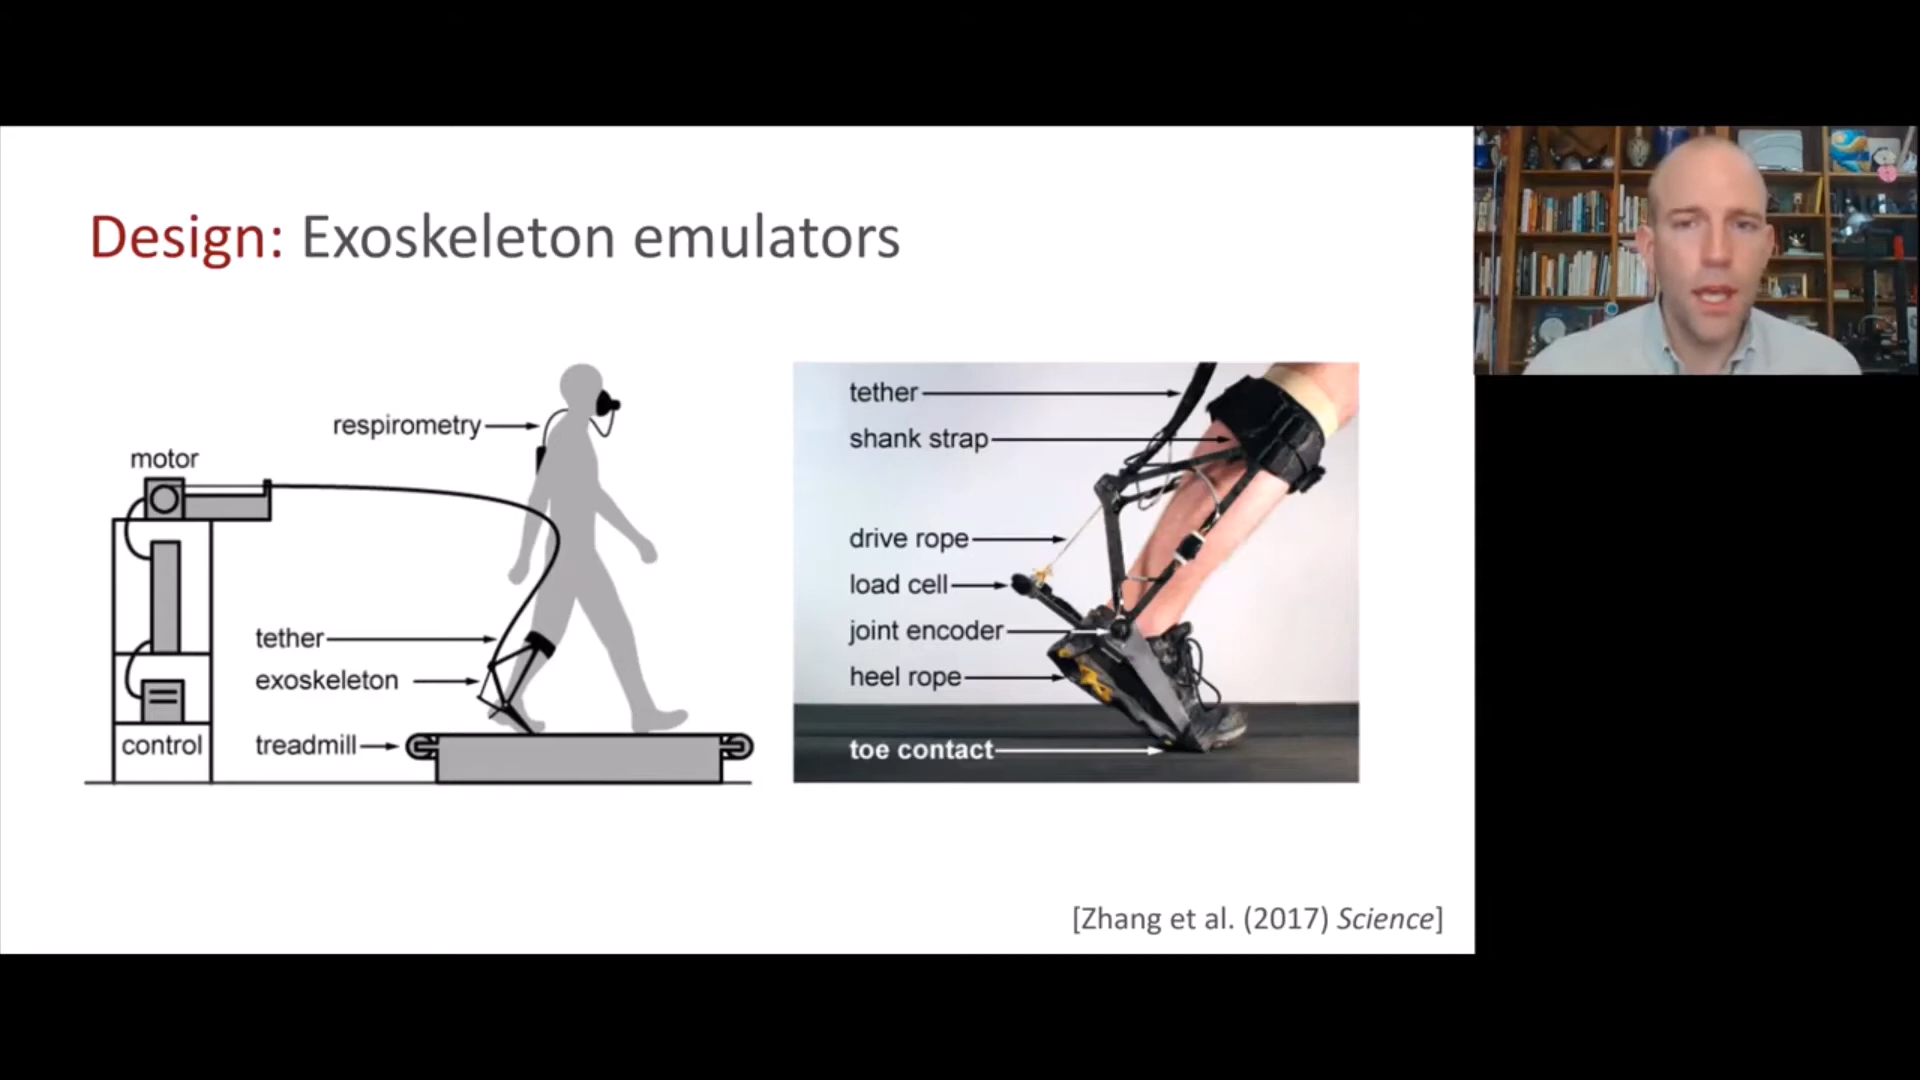 Design: Exoskeleton emulators
respirometry
motor
tether
exoskeleton
control
treadmill
tether
shank strap
drive rope
load cell
joint encoder
heel rope
toe contact
[Zhang et al. (2017) Science]